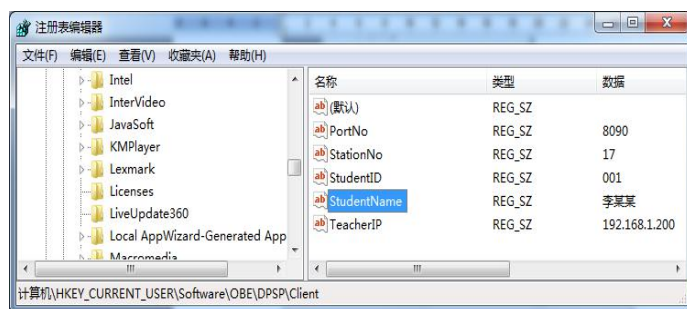 注册表编辑器
文件(F) 编辑(E) 查看(V) 收藏夹(A) 帮助(H)
Intel
InterVideo
JavaSoft
KMPlayer
Lexmark
Licenses
LiveUpdate360
Local AppWizard-Generated App
Macromedia
名称 类型 数据
(默认) REG_SZ
PortNo REG_SZ 8090
StationNo REG_SZ 17
StudentID REG_SZ 001
StudentName REG_SZ 李某某
TeacherIP REG_SZ 192.168.1.200
计算机\HKEY_CURRENT_USER\Software\OBE\DPSP\Client